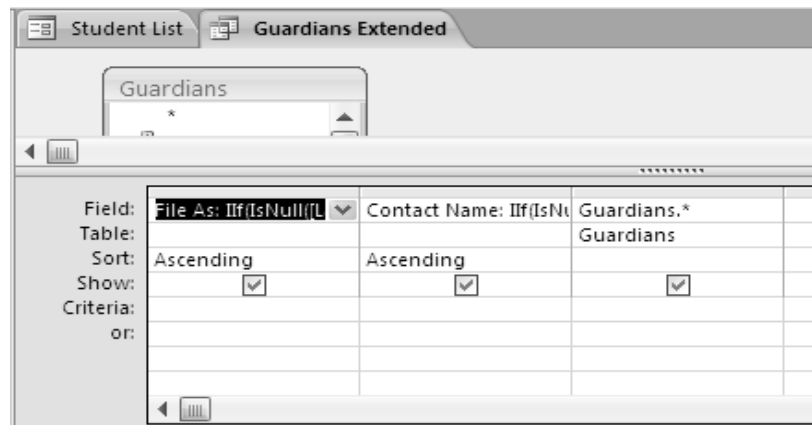 Student List Guardians Extended
Guardians
*
Field: File As: IIf(IsNull([L Contact Name: IIf(IsNu Guardians.*
Table: Guardians
Sort: Ascending Ascending
Show:
Criteria:
or: